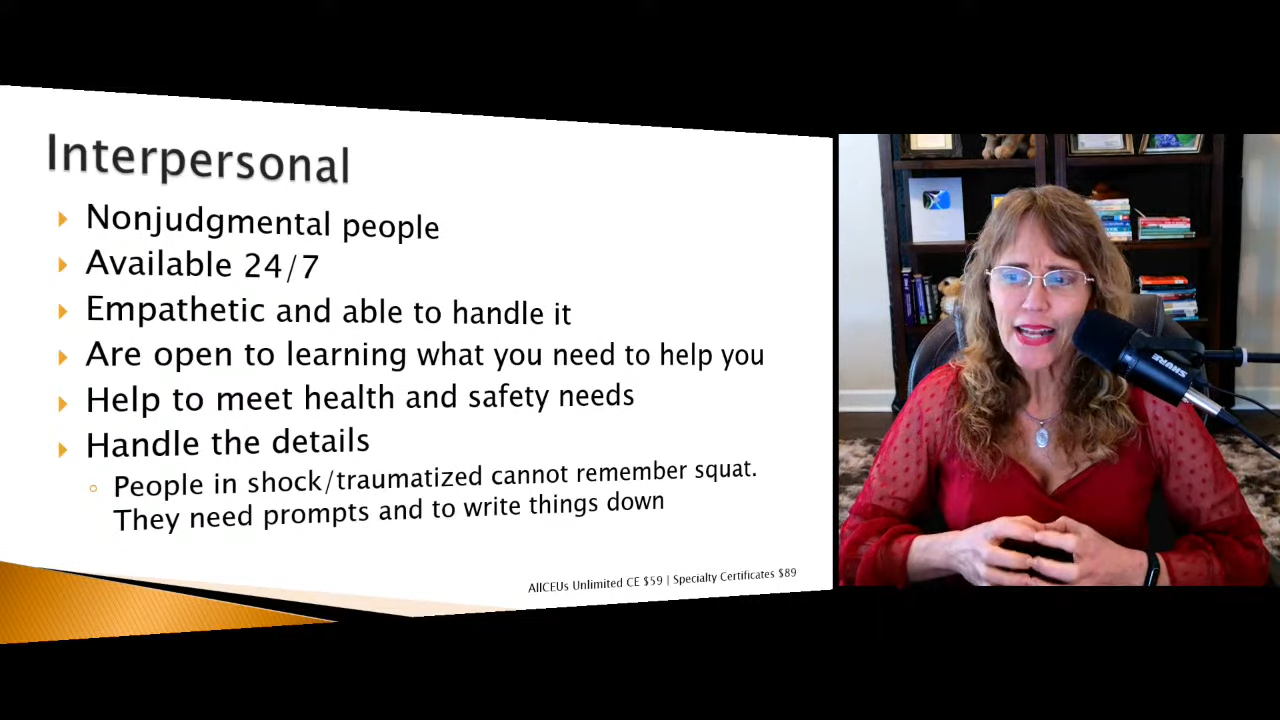 Interpersonal
Nonjudgmental people
Available 24/7
Empathetic and able to handle it
Are open to learning what you need to help you
Help to meet health and safety needs
Handle the details
People in shock/traumatized cannot remember squat.
They need prompts and to write things down
AllCEUs Unlimited CE $59 | Specialty Certificates $89
SHURE